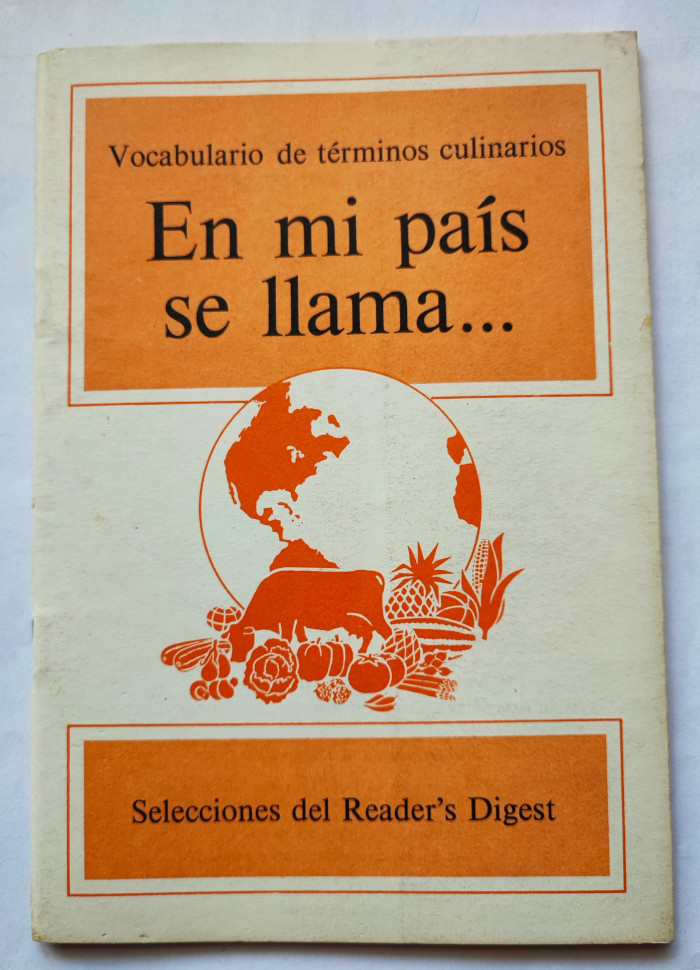 Vocabulario de términos culinarios
En mi país
se llama...
Selecciones del Reader's Digest